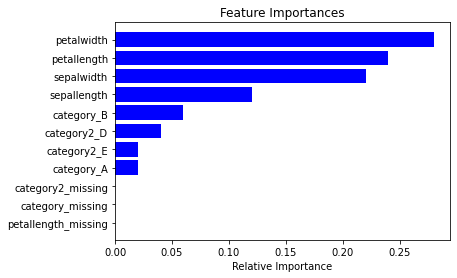 Feature Importances
petalwidth
petallength
sepalwidth
sepallength
category_B
category2_D
category2_E
category_A
category2_missing
category_missing
petallength_missing
0.00 0.05 0.10 0.15 0.20 0.25
Relative Importance